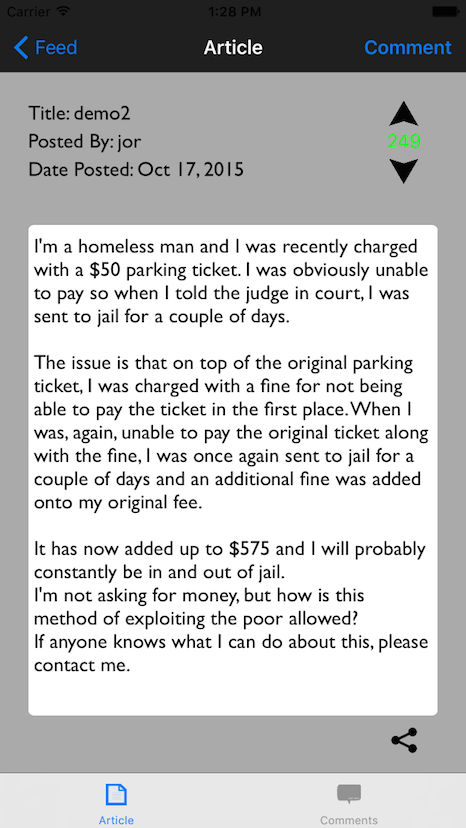 Carrier 1:28 PM
Feed Article Comment
Title: demo2
249
Posted By: jor
Date Posted: Oct 17, 2015
I'm a homeless man and I was recently charged
with a $50 parking ticket. I was obviously unable
to pay so when I told the judge in court, I was
sent to jail for a couple of days.
The issue is that on top of the original parking
ticket, I was charged with a fine for not being
able to pay the ticket in the first place. When I
was, again, unable to pay the original ticket along
with the fine, I was once again sent to jail for a
couple of days and an additional fine was added
onto my original fee.
It has now added up to $575 and I will probably
constantly be in and out of jail.
I'm not asking for money, but how is this
method of exploiting the poor allowed?
If anyone knows what I can do about this, please
contact me.
Article Comments